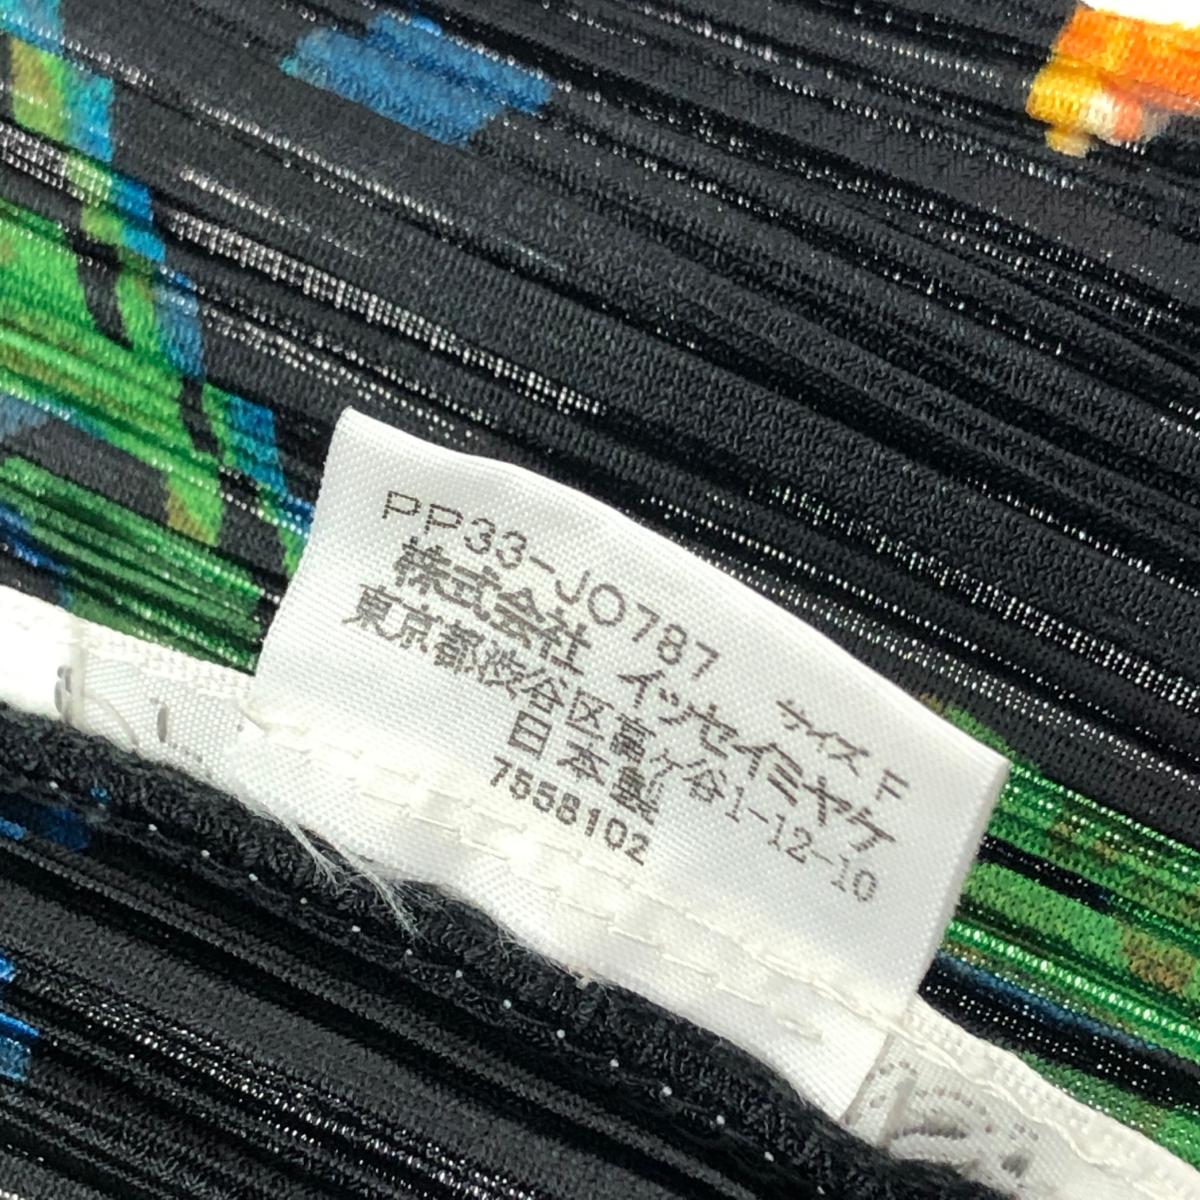 PP33-JO787 サイズ F
株式会社 イッセイミヤケ
東京都渋谷区富ケ谷1-12-10
日本製
7558102